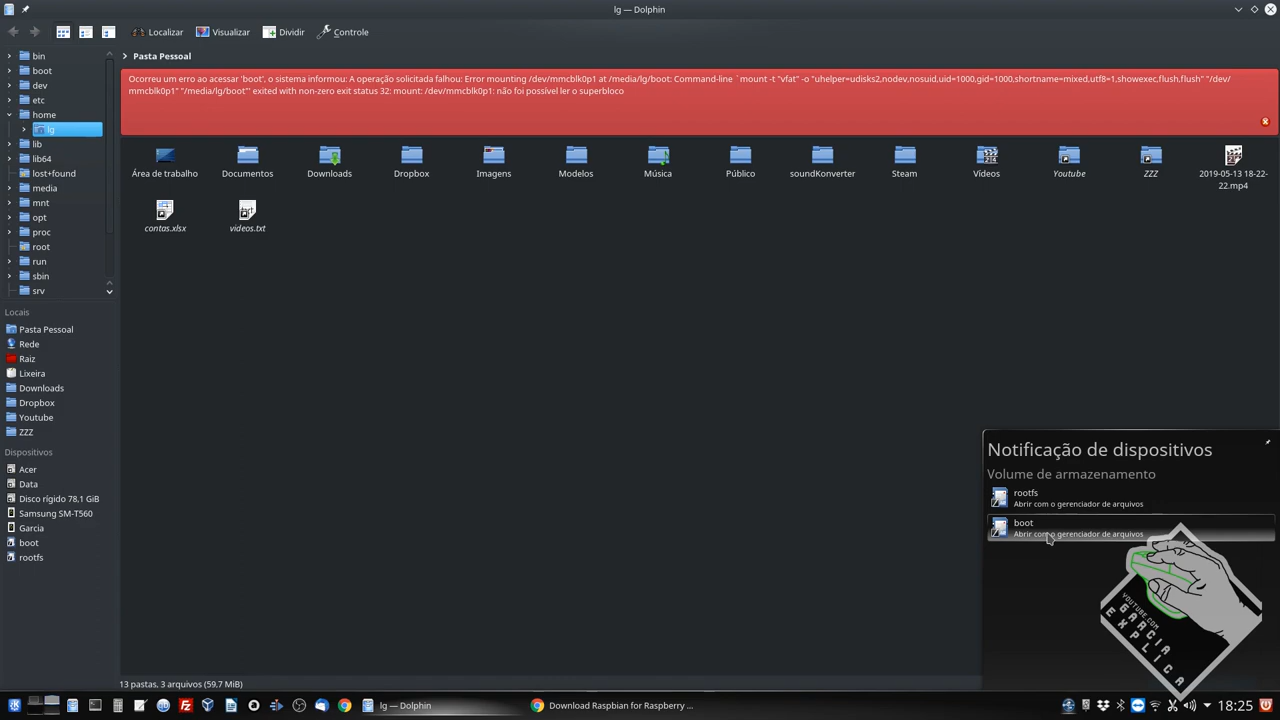 lg — Dolphin
Localizar
Visualizar
Dividir
Controle
bin
boot
dev
etc
home
lg
lib
lib64
lost+found
media
mnt
opt
proc
root
run
sbin
srv
Pasta Pessoal
Ocorreu um erro ao acessar 'boot', o sistema informou: A operação solicitada falhou: Error mounting /dev/mmcblk0p1 at /media/lg/boot: Command-line `mount -t "vfat" -o "uhelper=udisks2,nodev,nosuid,uid=1000,gid=1000,shortname=mixed,utf8=1,showexec,flush,flush" "/dev/
mmcblk0p1" "/media/lg/boot"' exited with non-zero exit status 32: mount: /dev/mmcblk0p1: não foi possível ler o superbloco
Área de trabalho
Documentos
Downloads
Dropbox
Imagens
Modelos
Música
Público
soundKonverter
Steam
Vídeos
Youtube
ZZZ
2019-05-13 18-22-
22.mp4
contas.xlsx
videos.txt
Locais
Pasta Pessoal
Rede
Raiz
Lixeira
Downloads
Dropbox
Youtube
ZZZ
Dispositivos
Acer
Data
Disco rígido 78,1 GiB
Samsung SM-T560
Garcia
boot
rootfs
Notificação de dispositivos
Volume de armazenamento
rootfs
Abrir com o gerenciador de arquivos
boot
Abrir com o gerenciador de arquivos
YOUTUBE.COM
GARCIA
EXPLICA
13 pastas, 3 arquivos (59,7 MiB)
lg — Dolphin
Download Raspbian for Raspberry ...
18:25